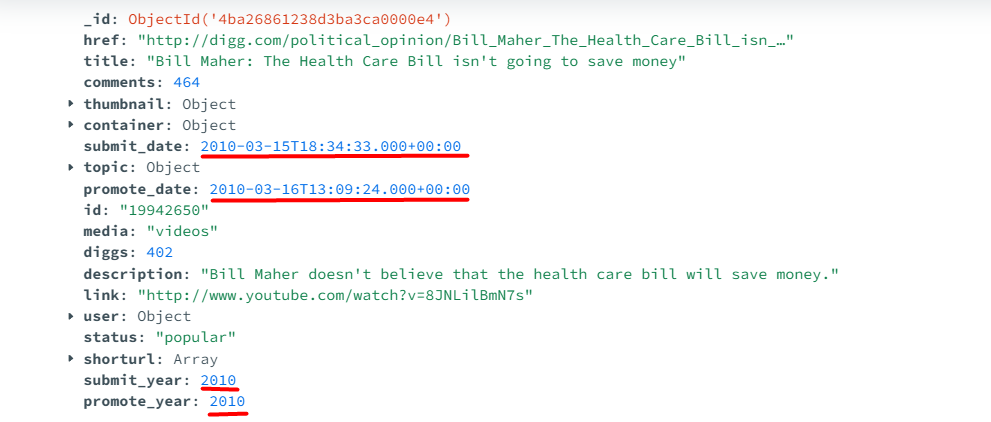 _id: ObjectId('4ba26861238d3ba3ca0000e4')
href: "http://digg.com/political_opinion/Bill_Maher_The_Health_Care_Bill_isn_…"
title: "Bill Maher: The Health Care Bill isn't going to save money"
comments: 464
thumbnail: Object
container: Object
submit_date: 2010-03-15T18:34:33.000+00:00
topic: Object
promote_date: 2010-03-16T13:09:24.000+00:00
id: "19942650"
media: "videos"
diggs: 402
description: "Bill Maher doesn't believe that the health care bill will save money."
link: "http://www.youtube.com/watch?v=8JNLilBmN7s"
user: Object
status: "popular"
shorturl: Array
submit_year: 2010
promote_year: 2010